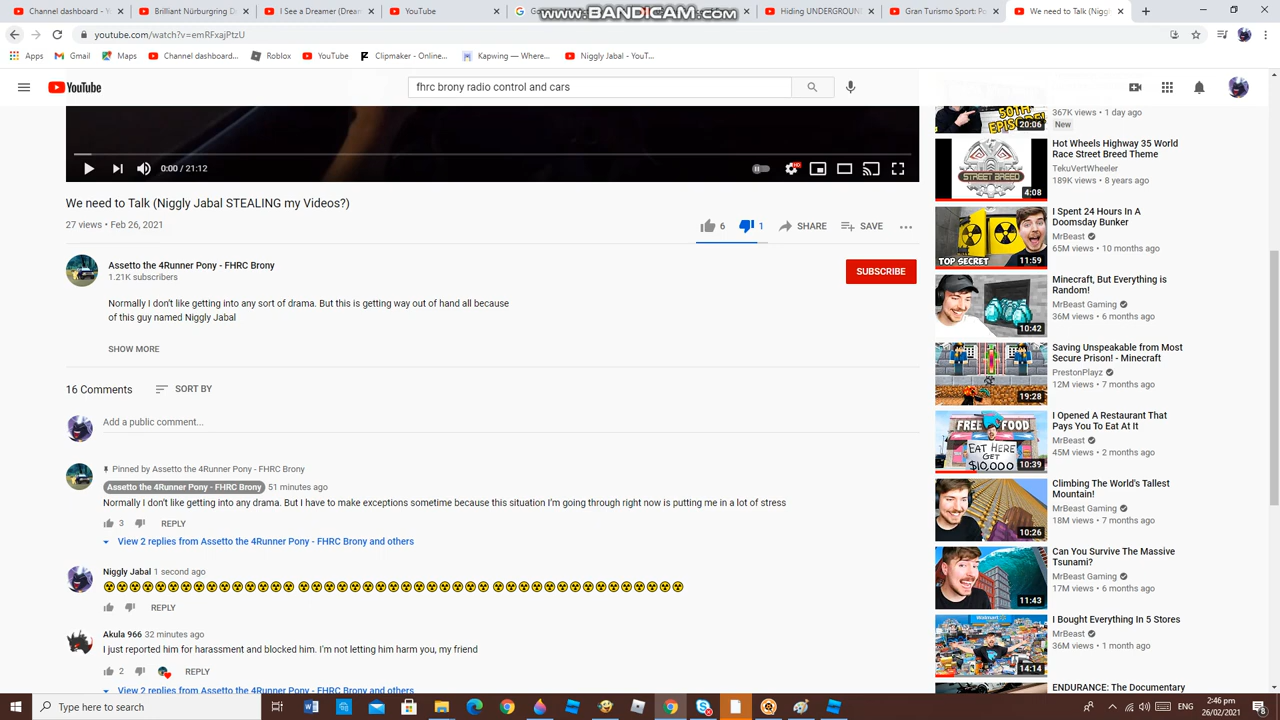 www.BANDICAM.com
Channel dashboard - Y
Brilliant Nürburgring D
I See a Dreamer (Dream
YouTube
Hiding UNDERGROUN
Gran Turismo Sport: Po
We need to Talk (Niggl
youtube.com/watch?v=emRFxajPtzU
Apps
Gmail
Maps
Channel dashboard...
Roblox
YouTube
Clipmaker - Online...
Kapwing — Where...
Niggly Jabal - YouT...
YouTube
fhrc brony radio control and cars
0:00 / 21:12
HD
We need to Talk (Niggly Jabal STEALING my Videos?)
27 views • Feb 26, 2021
6
1
SHARE
SAVE
Assetto the 4Runner Pony - FHRC Brony
1.21K subscribers
SUBSCRIBE
Normally I don't like getting into any sort of drama. But this is getting way out of hand all because
of this guy named Niggly Jabal
SHOW MORE
16 Comments
SORT BY
Add a public comment...
Pinned by Assetto the 4Runner Pony - FHRC Brony
Assetto the 4Runner Pony - FHRC Brony 51 minutes ago
Normally I don't like getting into any drama. But I have to make exceptions sometime because this situation I'm going through right now is putting me in a lot of stress
3
REPLY
View 2 replies from Assetto the 4Runner Pony - FHRC Brony and others
Niggly Jabal 1 second ago
REPLY
Akula 966 32 minutes ago
I just reported him for harassment and blocked him. I'm not letting him harm you, my friend
2
REPLY
View 2 replies from Assetto the 4Runner Pony - FHRC Brony and others
50TH EPISODE!
20:06
367K views • 1 day ago
New
STREET BREED
4:08
Hot Wheels Highway 35 World
Race Street Breed Theme
TekuVertWheeler
189K views • 8 years ago
TOP SECRET
11:59
I Spent 24 Hours In A
Doomsday Bunker
MrBeast
65M views • 10 months ago
10:42
Minecraft, But Everything is
Random!
MrBeast Gaming
36M views • 6 months ago
19:28
Saving Unspeakable from Most
Secure Prison! - Minecraft
PrestonPlayz
12M views • 7 months ago
FREE FOOD
EAT HERE
GET
$10,000
10:39
I Opened A Restaurant That
Pays You To Eat At It
MrBeast
45M views • 2 months ago
10:26
Climbing The World's Tallest
Mountain!
MrBeast Gaming
18M views • 7 months ago
11:43
Can You Survive The Massive
Tsunami?
MrBeast Gaming
17M views • 6 months ago
Walmart
14:14
I Bought Everything In 5 Stores
MrBeast
36M views • 1 month ago
ENDURANCE: The Documentary
Type here to search
ENG
2:46 pm
26/02/2021